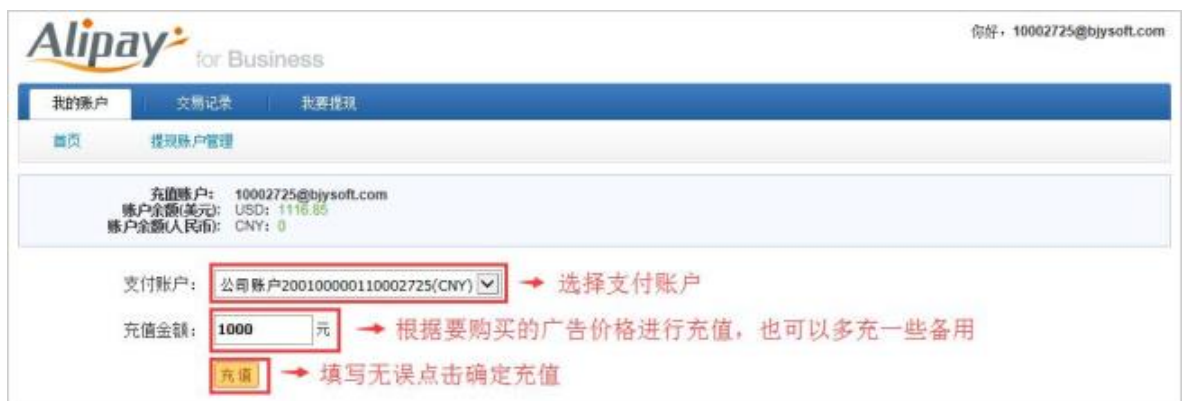 Alipay for Business
你好，10002725@bjysoft.com
我的账户 交易记录 我要提现
首页 提现账户管理
充值账户： 10002725@bjysoft.com
账户余额(美元)： USD：1116.85
账户余额(人民币)： CNY：0
支付账户： 公司账户200100000110002725(CNY) 选择支付账户
充值金额： 1000 元 根据要购买的广告价格进行充值，也可以多充一些备用
充值 填写无误点击确定充值